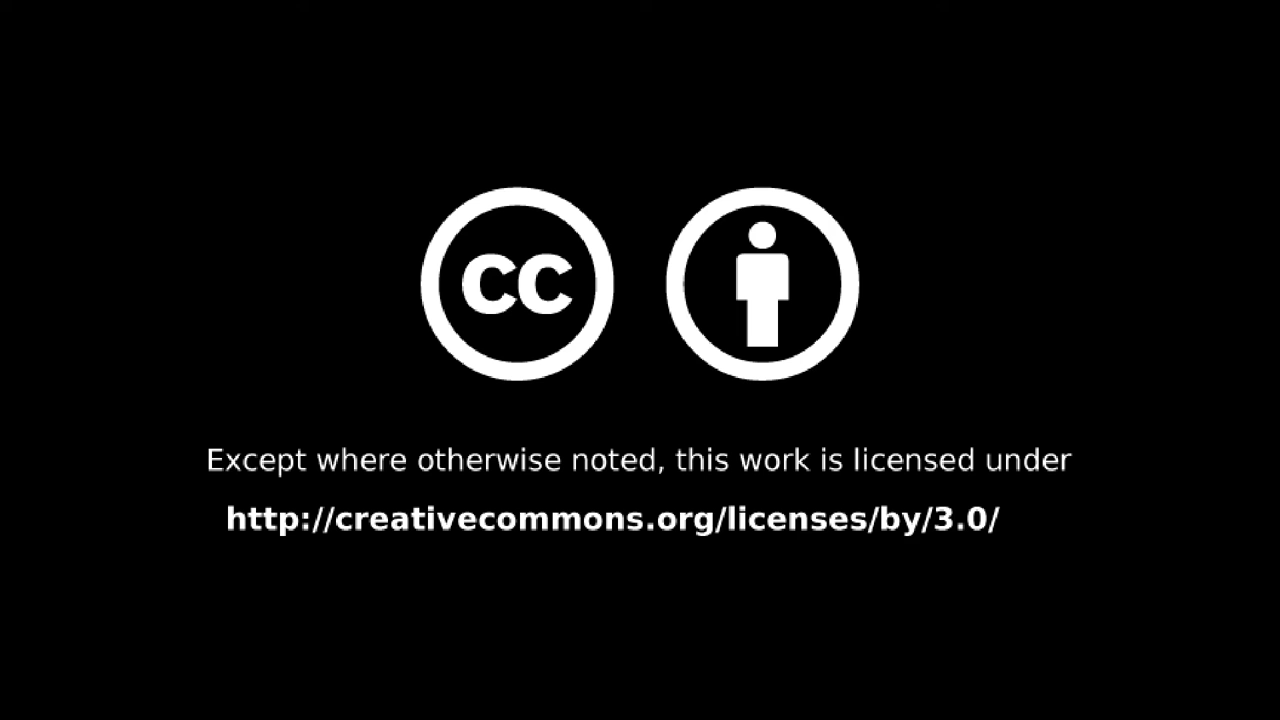 cc
Except where otherwise noted, this work is licensed under
http://creativecommons.org/licenses/by/3.0/